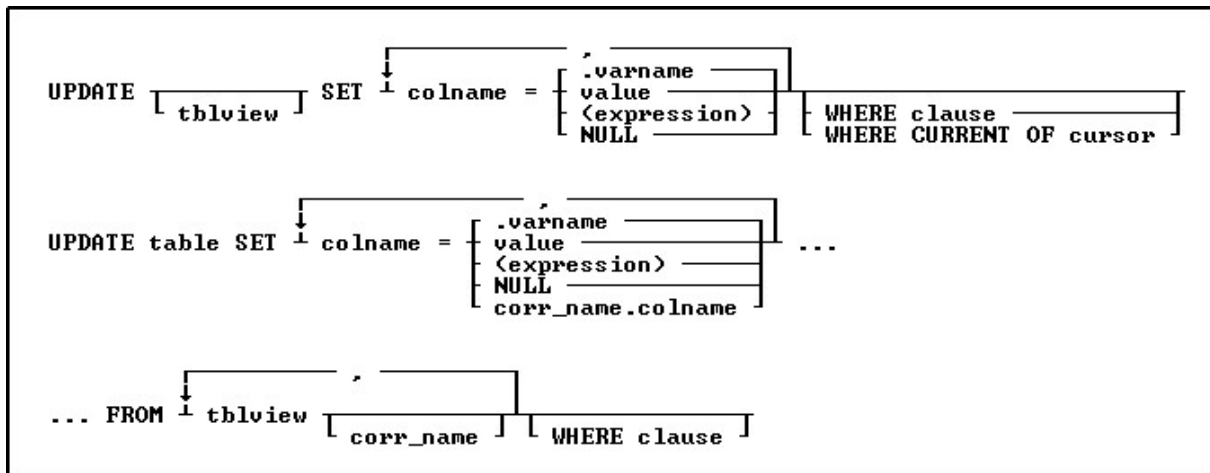 ,
.varname
UPDATE tblview SET colname = value
(expression) WHERE clause
NULL WHERE CURRENT OF cursor
,
.varname
UPDATE table SET colname = value ...
(expression)
NULL
corr_name.colname
,
... FROM tblview
corr_name WHERE clause